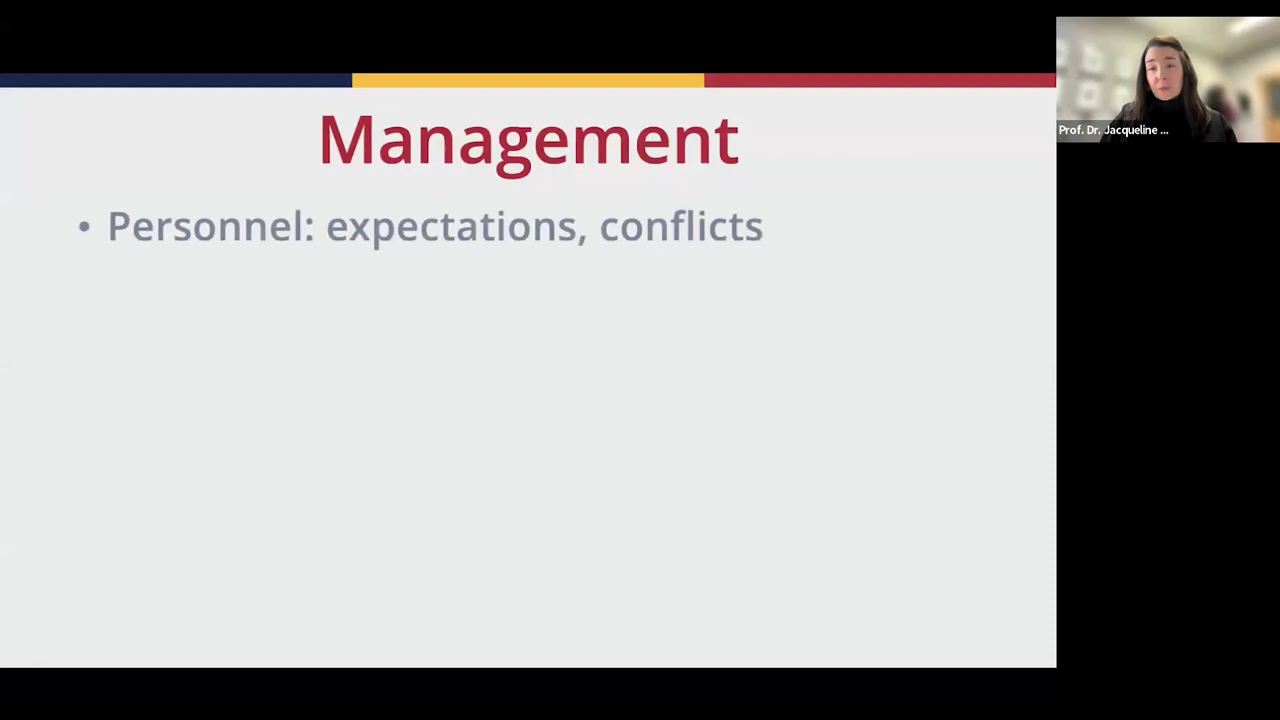 Management
• Personnel: expectations, conflicts
Prof. Dr. Jacqueline ...